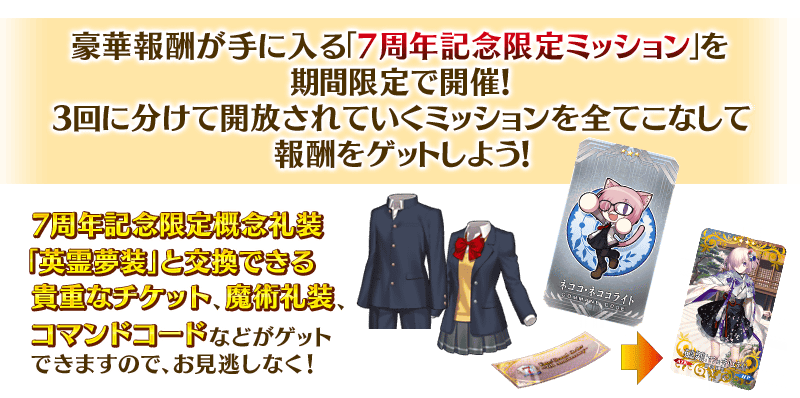 豪華報酬が手に入る「7周年記念限定ミッション」を
期間限定で開催！
3回に分けて開放されていくミッションを全てこなして
報酬をゲットしよう！
7周年記念限定概念礼装
「英霊夢装」と交換できる
貴重なチケット、魔術礼装、
コマンドコードなどがゲット
できますので、お見逃しなく！
ネココ・ネココライト
COMMAND CODE
7